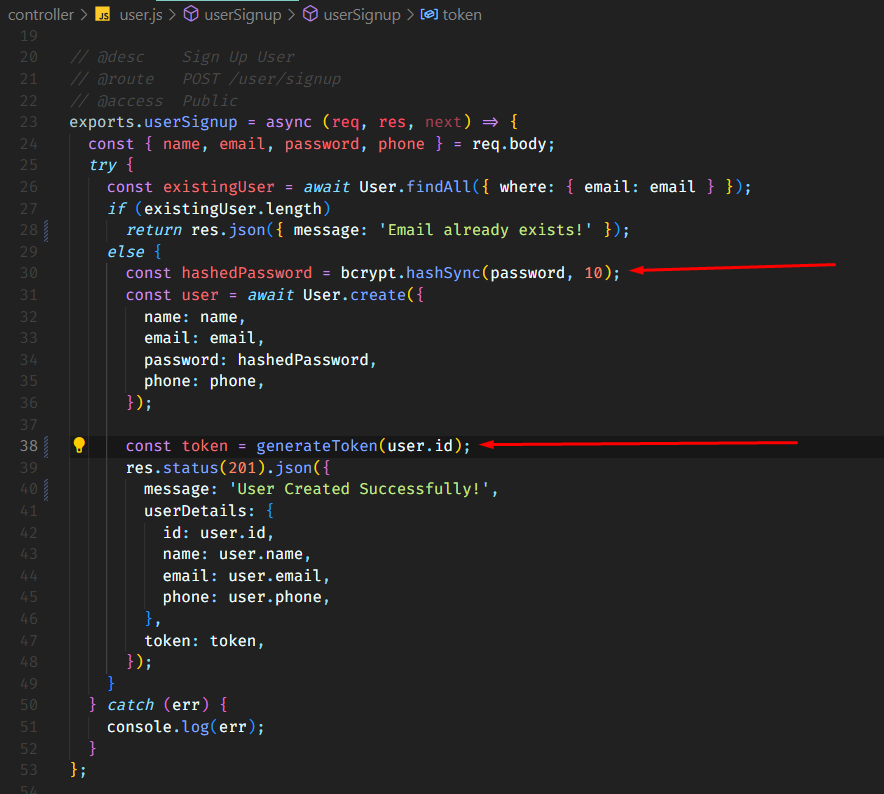 controller > JS user.js > userSignup > userSignup > token
19
20 // @desc    Sign Up User
21 // @route   POST /user/signup
22 // @access  Public
23 exports.userSignup = async (req, res, next) => {
24   const { name, email, password, phone } = req.body;
25   try {
26     const existingUser = await User.findAll({ where: { email: email } });
27     if (existingUser.length)
28       return res.json({ message: 'Email already exists!' });
29     else {
30       const hashedPassword = bcrypt.hashSync(password, 10);
31       const user = await User.create({
32         name: name,
33         email: email,
34         password: hashedPassword,
35         phone: phone,
36       });
37
38       const token = generateToken(user.id);
39       res.status(201).json({
40         message: 'User Created Successfully!',
41         userDetails: {
42           id: user.id,
43           name: user.name,
44           email: user.email,
45           phone: user.phone,
46         },
47         token: token,
48       });
49     }
50   } catch (err) {
51     console.log(err);
52   }
53 };
54